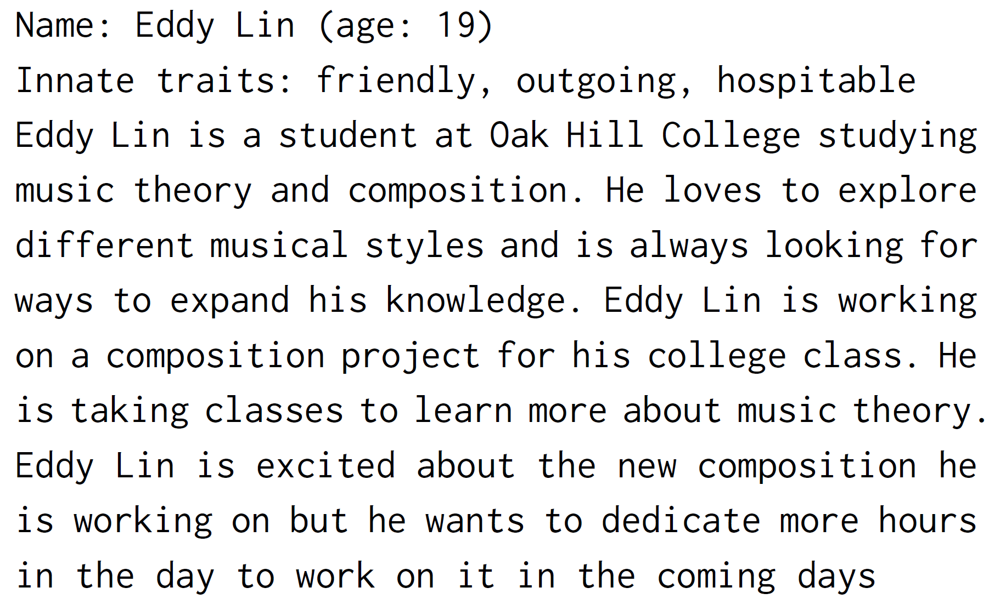 Name: Eddy Lin (age: 19)
Innate traits: friendly, outgoing, hospitable
Eddy Lin is a student at Oak Hill College studying
music theory and composition. He loves to explore
different musical styles and is always looking for
ways to expand his knowledge. Eddy Lin is working
on a composition project for his college class. He
is taking classes to learn more about music theory.
Eddy Lin is excited about the new composition he
is working on but he wants to dedicate more hours
in the day to work on it in the coming days